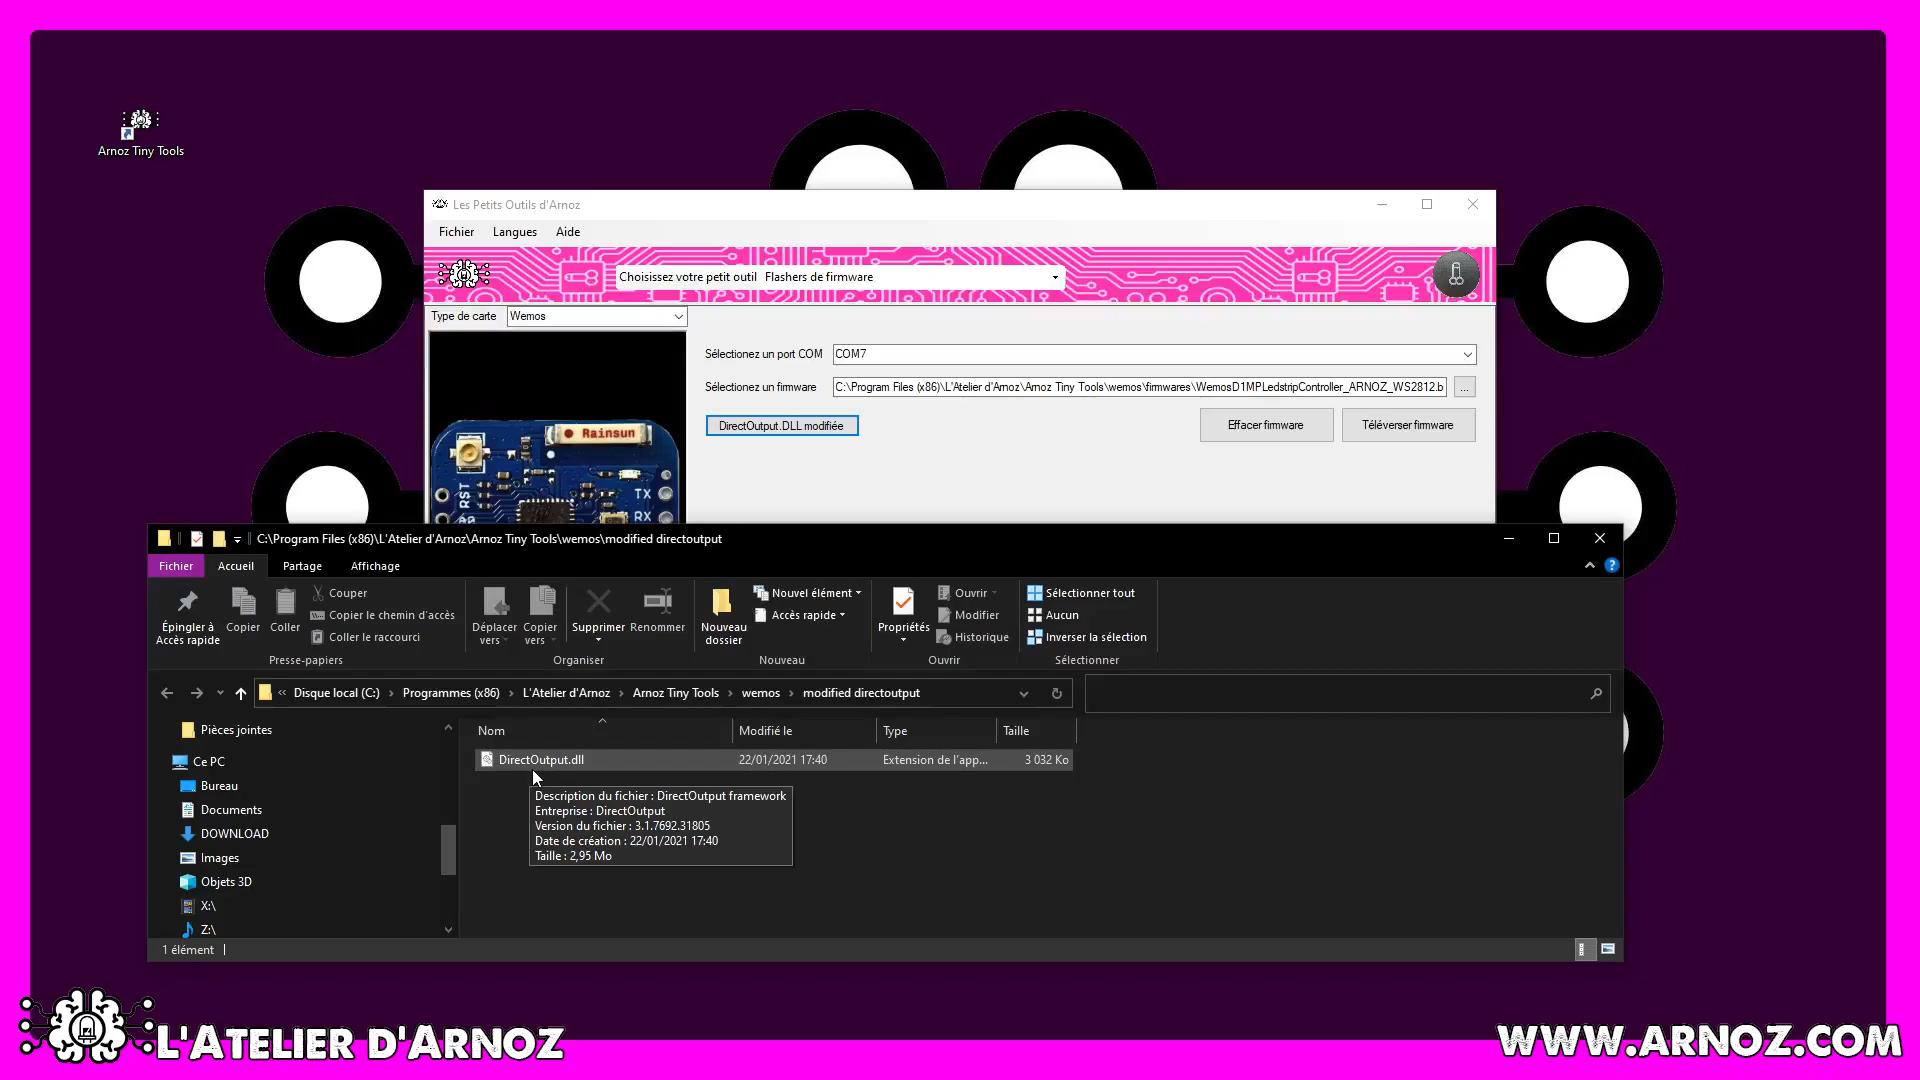 Arnoz Tiny Tools
Les Petits Outils d'Arnoz
Fichier Langues Aide
Choisissez votre petit outil Flashers de firmware
Type de carte Wemos
Sélectionez un port COM COM7
Sélectionez un firmware C:\Program Files (x86)\L'Atelier d'Arnoz\Arnoz Tiny Tools\wemos\firmwares\WemosD1MPLedstripController_ARNOZ_WS2812.b ...
DirectOutput.DLL modifiée Effacer firmware Téléverser firmware
Rainsun
RST
TX
RX
C:\Program Files (x86)\L'Atelier d'Arnoz\Arnoz Tiny Tools\wemos\modified directoutput
Fichier Accueil Partage Affichage
Épingler à Accès rapide
Copier
Coller
Couper
Copier le chemin d'accès
Coller le raccourci
Presse-papiers
Déplacer vers
Copier vers
Supprimer
Renommer
Organiser
Nouveau dossier
Nouvel élément
Accès rapide
Nouveau
Propriétés
Ouvrir
Modifier
Historique
Ouvrir
Sélectionner tout
Aucun
Inverser la sélection
Sélectionner
« Disque local (C:) > Programmes (x86) > L'Atelier d'Arnoz > Arnoz Tiny Tools > wemos > modified directoutput
Pièces jointes
Ce PC
Bureau
Documents
DOWNLOAD
Images
Objets 3D
X:\
Z:\
Nom Modifié le Type Taille
DirectOutput.dll 22/01/2021 17:40 Extension de l'app... 3 032 Ko
Description du fichier : DirectOutput framework
Entreprise : DirectOutput
Version du fichier : 3.1.7692.31805
Date de création : 22/01/2021 17:40
Taille : 2,95 Mo
1 élément
L'ATELIER D'ARNOZ
WWW.ARNOZ.COM